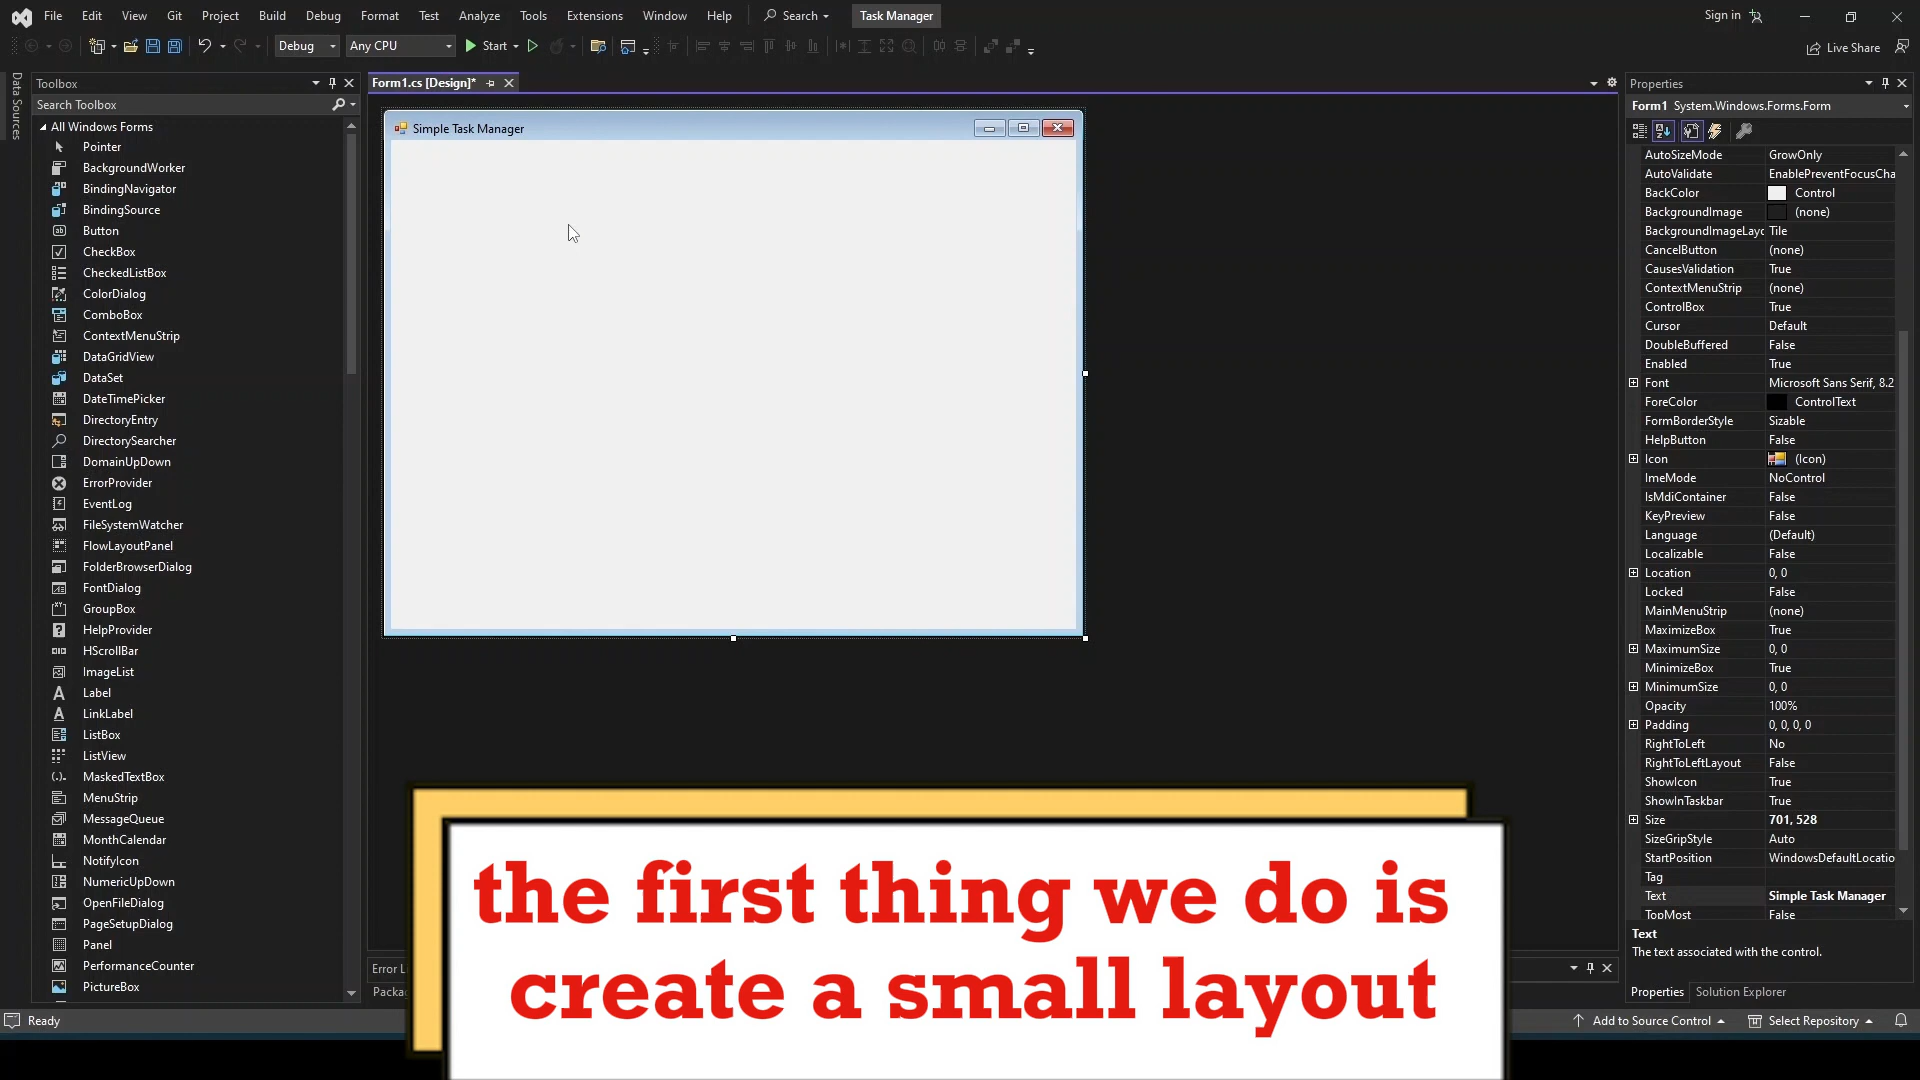 File Edit View Git Project Build Debug Format Test Analyze Tools Extensions Window Help Search Task Manager Sign in
Debug Any CPU Start Live Share
Data Sources
Toolbox
Search Toolbox
All Windows Forms
Pointer
BackgroundWorker
BindingNavigator
BindingSource
Button
CheckBox
CheckedListBox
ColorDialog
ComboBox
ContextMenuStrip
DataGridView
DataSet
DateTimePicker
DirectoryEntry
DirectorySearcher
DomainUpDown
ErrorProvider
EventLog
FileSystemWatcher
FlowLayoutPanel
FolderBrowserDialog
FontDialog
GroupBox
HelpProvider
HScrollBar
ImageList
Label
LinkLabel
ListBox
ListView
MaskedTextBox
MenuStrip
MessageQueue
MonthCalendar
NotifyIcon
NumericUpDown
OpenFileDialog
PageSetupDialog
Panel
PerformanceCounter
PictureBox
Form1.cs [Design]*
Simple Task Manager
the first thing we do is
create a small layout
Error Li
Packag
Properties
Form1 System.Windows.Forms.Form
AutoSizeMode GrowOnly
AutoValidate EnablePreventFocusCha
BackColor Control
BackgroundImage (none)
BackgroundImageLayo Tile
CancelButton (none)
CausesValidation True
ContextMenuStrip (none)
ControlBox True
Cursor Default
DoubleBuffered False
Enabled True
Font Microsoft Sans Serif, 8.2
ForeColor ControlText
FormBorderStyle Sizable
HelpButton False
Icon (Icon)
ImeMode NoControl
IsMdiContainer False
KeyPreview False
Language (Default)
Localizable False
Location 0, 0
Locked False
MainMenuStrip (none)
MaximizeBox True
MaximumSize 0, 0
MinimizeBox True
MinimumSize 0, 0
Opacity 100%
Padding 0, 0, 0, 0
RightToLeft No
RightToLeftLayout False
ShowIcon True
ShowInTaskbar True
Size 701, 528
SizeGripStyle Auto
StartPosition WindowsDefaultLocatio
Tag
Text Simple Task Manager
TopMost False
Text
The text associated with the control.
Properties Solution Explorer
Ready Add to Source Control Select Repository